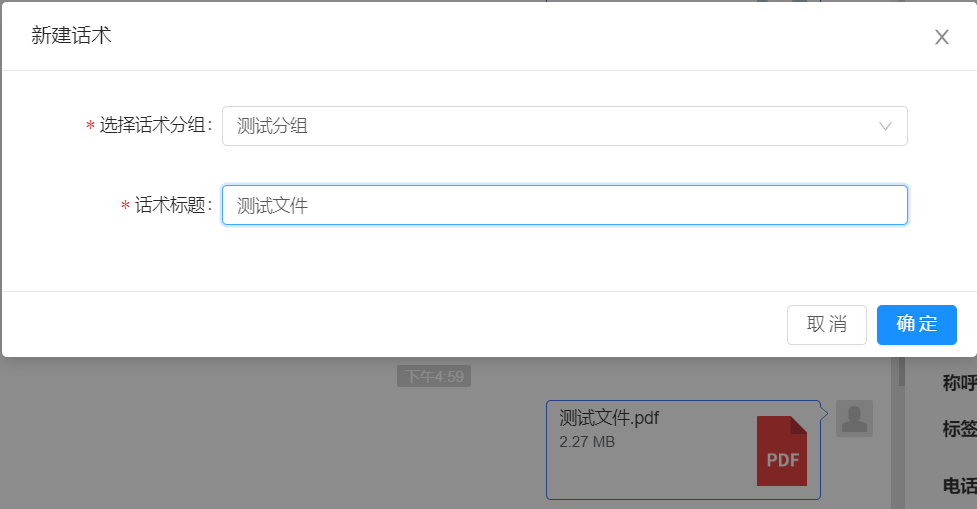 新建话术
* 选择话术分组: 测试分组
* 话术标题: 测试文件
取 消 确 定
下午4:59
测试文件.pdf
2.27 MB
PDF
称呼
标签
电话